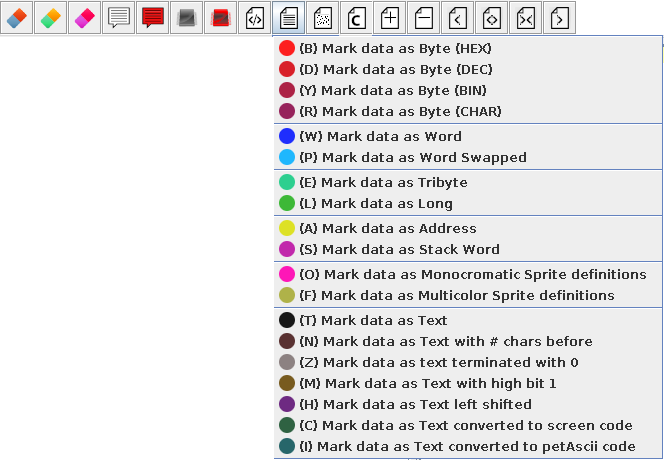 </>
C
+
−
<
<>
><
>
(B) Mark data as Byte (HEX)
(D) Mark data as Byte (DEC)
(Y) Mark data as Byte (BIN)
(R) Mark data as Byte (CHAR)
(W) Mark data as Word
(P) Mark data as Word Swapped
(E) Mark data as Tribyte
(L) Mark data as Long
(A) Mark data as Address
(S) Mark data as Stack Word
(O) Mark data as Monocromatic Sprite definitions
(F) Mark data as Multicolor Sprite definitions
(T) Mark data as Text
(N) Mark data as Text with # chars before
(Z) Mark data as text terminated with 0
(M) Mark data as Text with high bit 1
(H) Mark data as Text left shifted
(C) Mark data as Text converted to screen code
(I) Mark data as Text converted to petAscii code